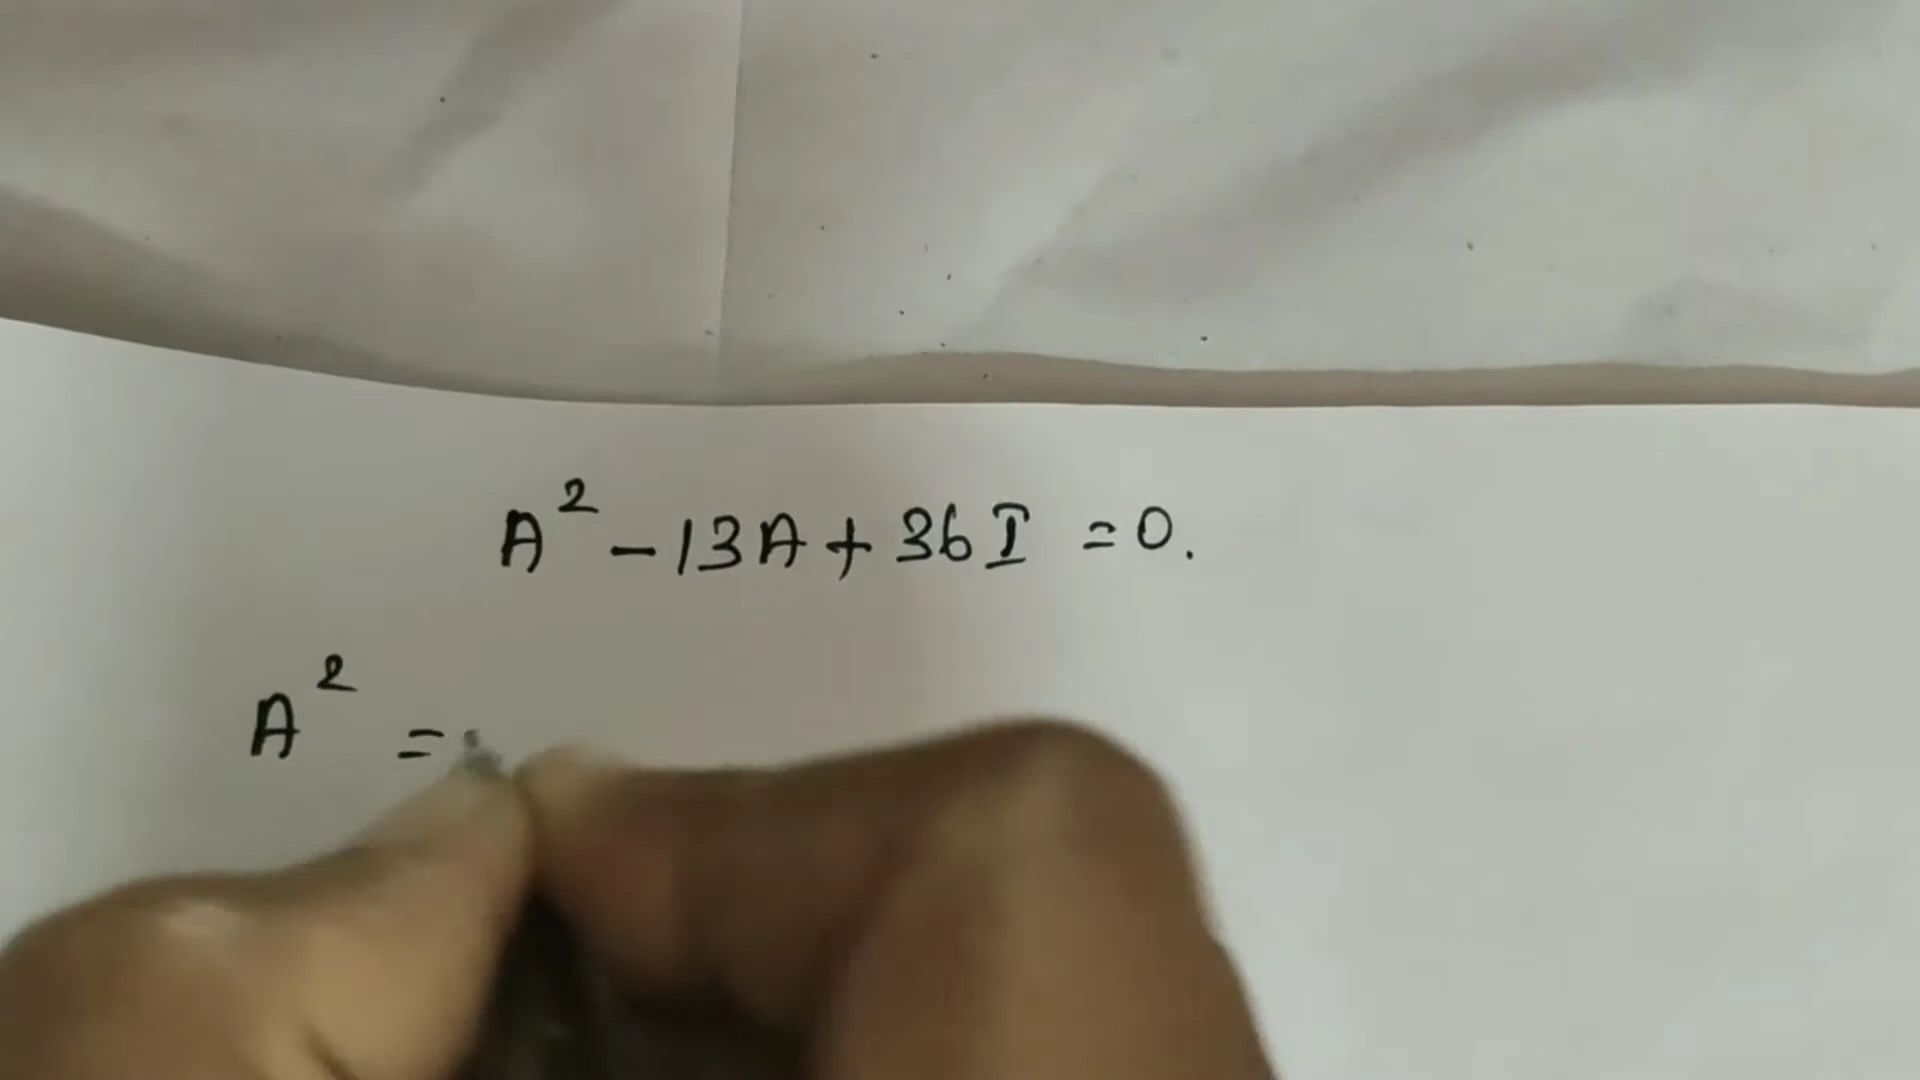 A² - 13A + 36I = 0.
A² =